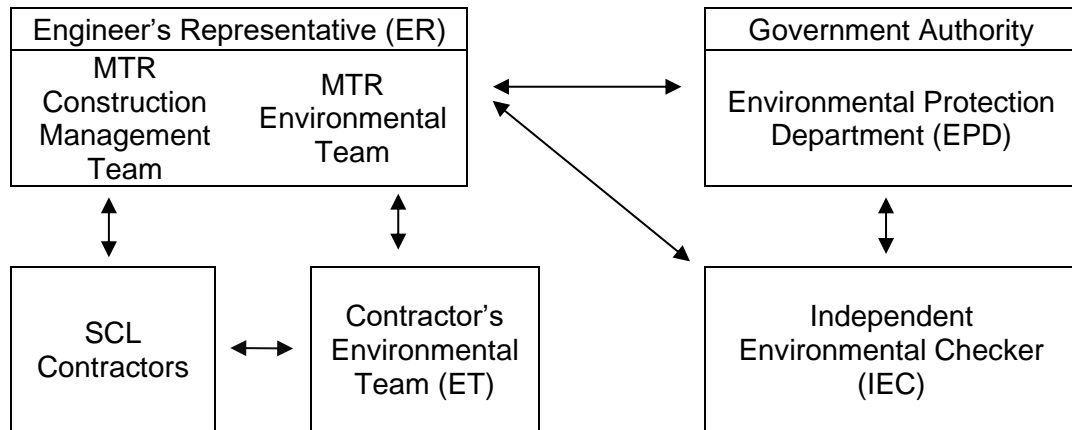 Engineer’s Representative (ER)
MTR
Construction
Management
Team
MTR
Environmental
Team
Government Authority
Environmental Protection
Department (EPD)
SCL
Contractors
Contractor’s
Environmental
Team (ET)
Independent
Environmental Checker
(IEC)